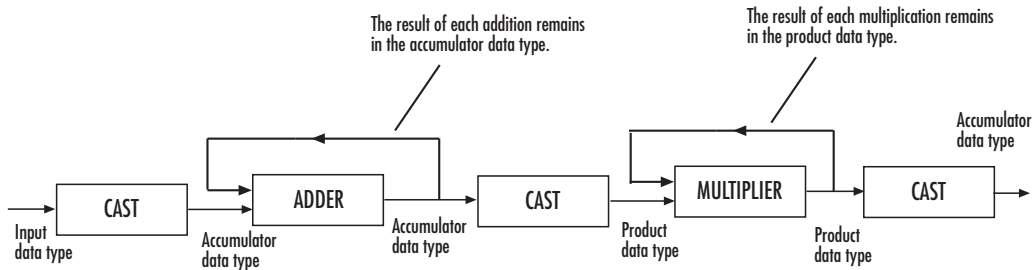 The result of each addition remains
in the accumulator data type.
The result of each multiplication remains
in the product data type.
Accumulator
data type
CAST
ADDER
CAST
MULTIPLIER
CAST
Input
data type
Accumulator
data type
Accumulator
data type
Product
data type
Product
data type